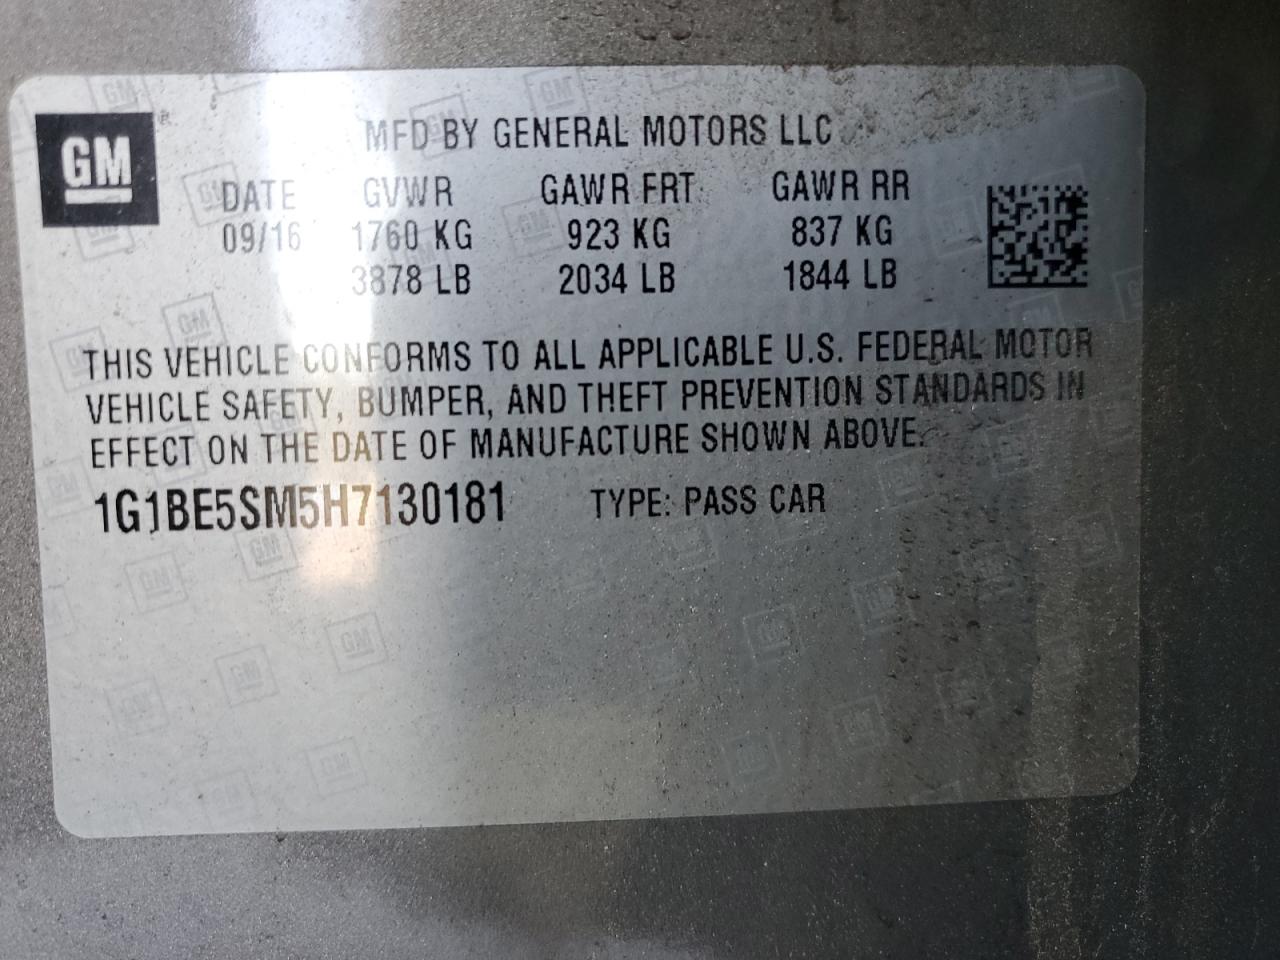 GM
MFD BY GENERAL MOTORS LLC
DATE GVWR GAWR FRT GAWR RR
09/16 1760 KG 923 KG 837 KG
3878 LB 2034 LB 1844 LB
THIS VEHICLE CONFORMS TO ALL APPLICABLE U.S. FEDERAL MOTOR
VEHICLE SAFETY, BUMPER, AND THEFT PREVENTION STANDARDS IN
EFFECT ON THE DATE OF MANUFACTURE SHOWN ABOVE.
1G1BE5SM5H7130181 TYPE: PASS CAR